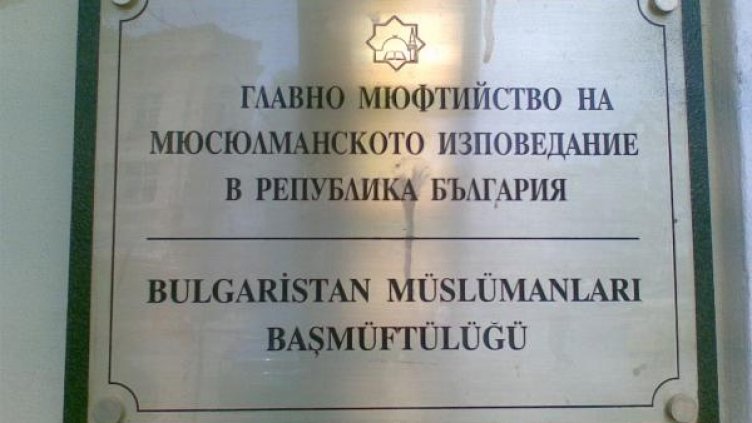 ГЛАВНО МЮФТИЙСТВО НА
МЮСЮЛМАНСКОТО ИЗПОВЕДАНИЕ
В РЕПУБЛИКА БЪЛГАРИЯ
BULGARİSTAN MÜSLÜMANLARI
BAŞMÜFTÜLÜĞÜ